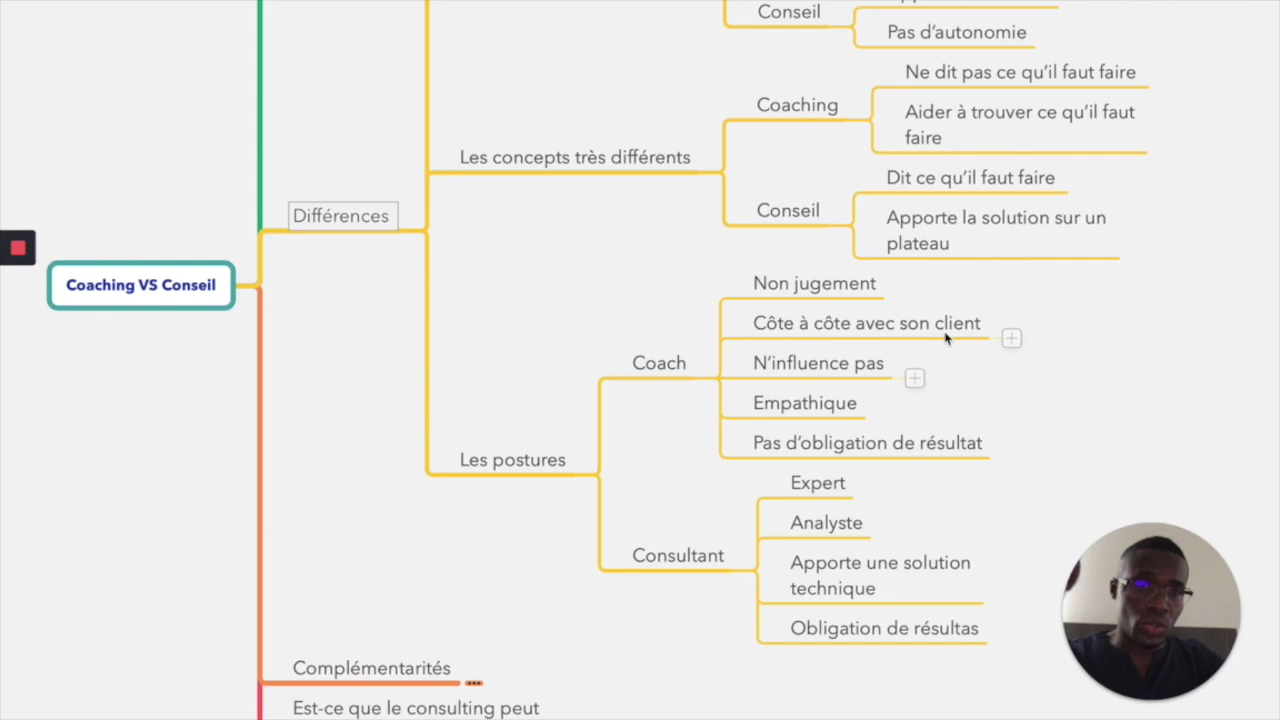 Conseil
Pas d’autonomie
Ne dit pas ce qu’il faut faire
Coaching
Aider à trouver ce qu’il faut
faire
Les concepts très différents
Dit ce qu’il faut faire
Conseil
Apporte la solution sur un
plateau
Différences
Coaching VS Conseil
Non jugement
Côte à côte avec son client
Coach
N’influence pas
Empathique
Pas d’obligation de résultat
Les postures
Expert
Analyste
Consultant
Apporte une solution
technique
Obligation de résultas
Complémentarités
Est-ce que le consulting peut